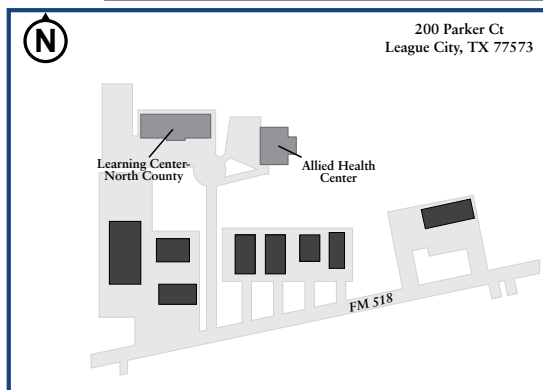 N
200 Parker Ct
League City, TX 77573
Learning Center-
North County
Allied Health
Center
FM 518